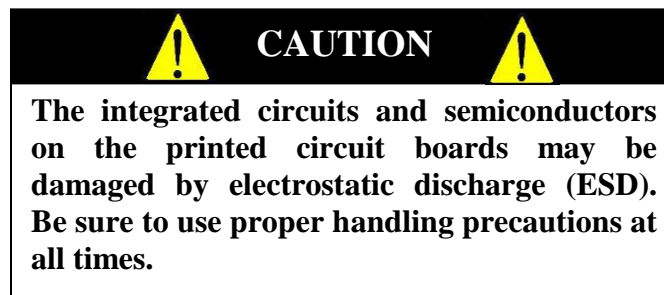 CAUTION
The integrated circuits and semiconductors
on the printed circuit boards may be
damaged by electrostatic discharge (ESD).
Be sure to use proper handling precautions at
all times.